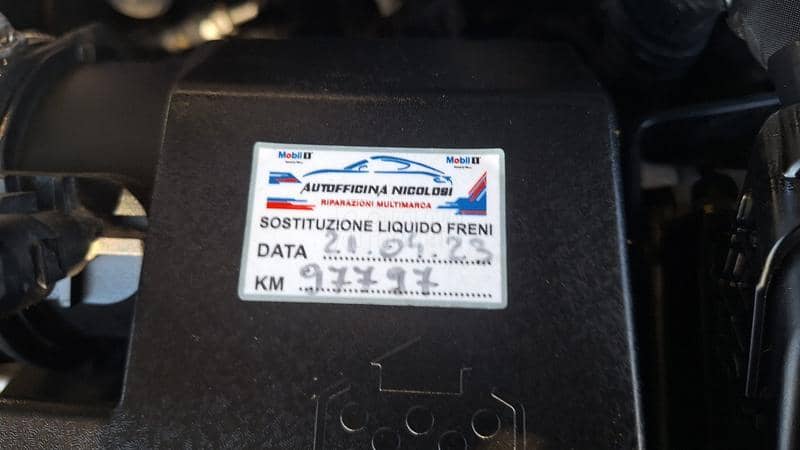 Mobil 1 Mobil 1
AUTOFFICINA NICOLOSI
RIPARAZIONI MULTIMARCA
SOSTITUZIONE LIQUIDO FRENI
DATA 21.04.23
KM 97797